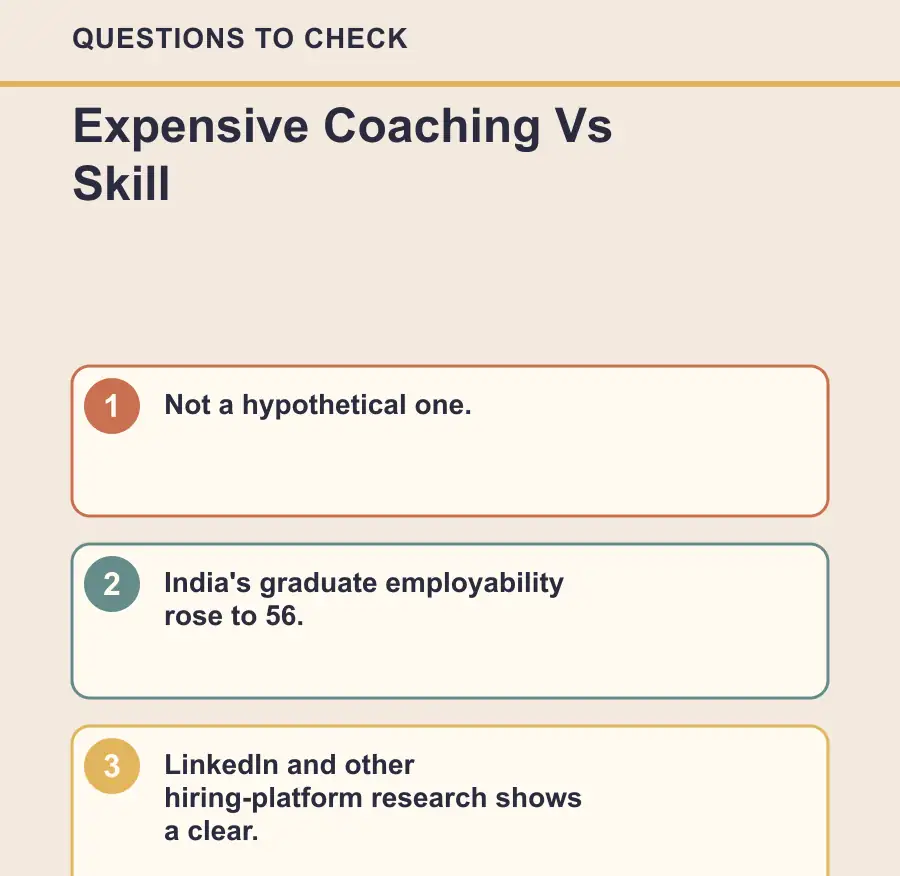 QUESTIONS TO CHECK
Expensive Coaching Vs
Skill
1
Not a hypothetical one.
2
India's graduate employability
rose to 56.
3
LinkedIn and other
hiring-platform research shows
a clear.